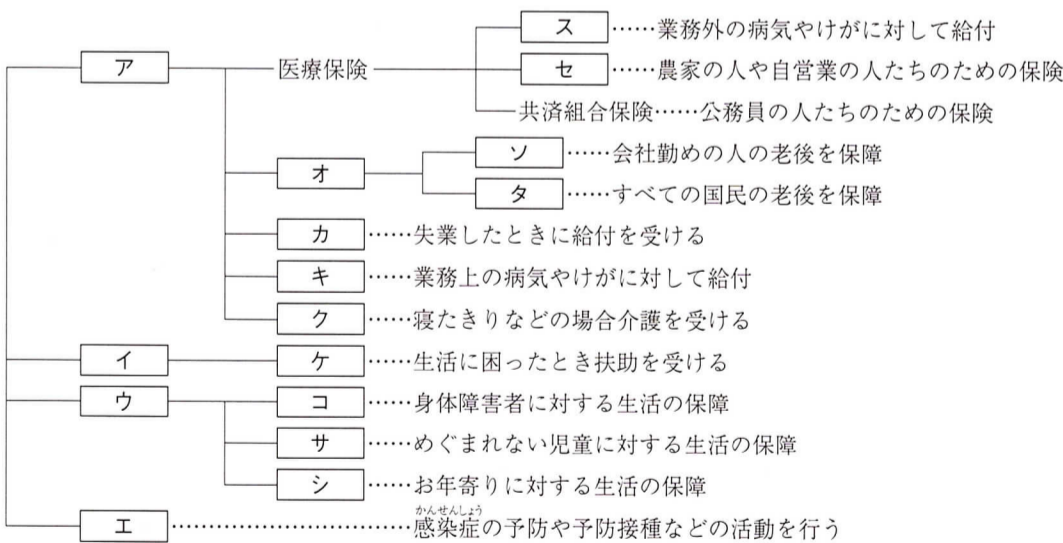 ス……業務外の病気やけがに対して給付
ア 医療保険 セ……農家の人や自営業の人たちのための保険
共済組合保険……公務員の人たちのための保険
オ ソ……会社勤めの人の老後を保障
タ……すべての国民の老後を保障
カ……失業したときに給付を受ける
キ……業務上の病気やけがに対して給付
ク……寝たきりなどの場合介護を受ける
イ ケ……生活に困ったとき扶助を受ける
ウ コ……身体障害者に対する生活の保障
サ……めぐまれない児童に対する生活の保障
シ……お年寄りに対する生活の保障
かんせんしょう
エ……………………………感染症の予防や予防接種などの活動を行う